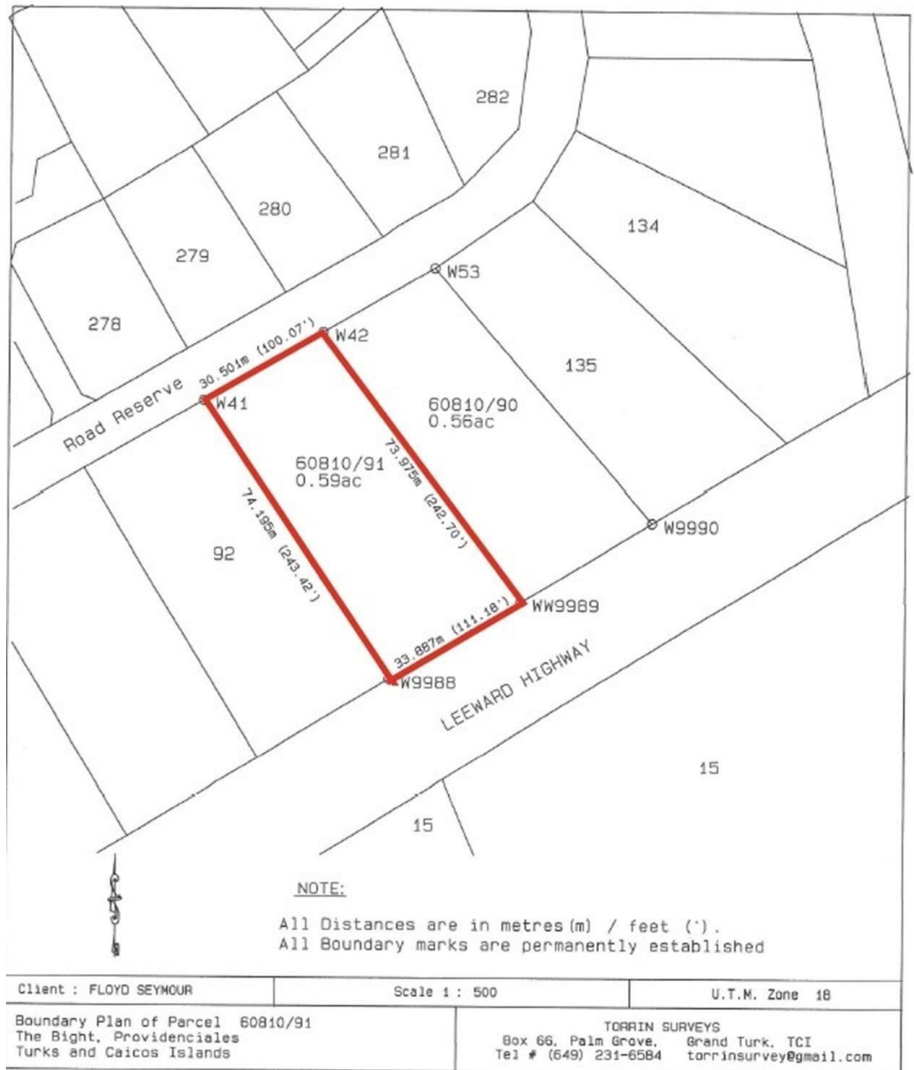 282
281
280
279
278
134
W53
W42
30.501m (100.07')
W41
Road Reserve
135
60810/90
0.56ac
60810/91
0.59ac
73.975m (242.70')
74.195m (243.42')
92
W9990
WW9989
33.887m (111.18')
W9988
LEEWARD HIGHWAY
15
15
NOTE:
All Distances are in metres(m) / feet (').
All Boundary marks are permanently established
Client : FLOYD SEYMOUR
Scale 1 : 500
U.T.M. Zone 18
Boundary Plan of Parcel 60810/91
The Bight, Providenciales
Turks and Caicos Islands
TORRIN SURVEYS
Box 66, Palm Grove, Grand Turk, TCI
Tel # (649) 231-6584 torrinsurvey@gmail.com